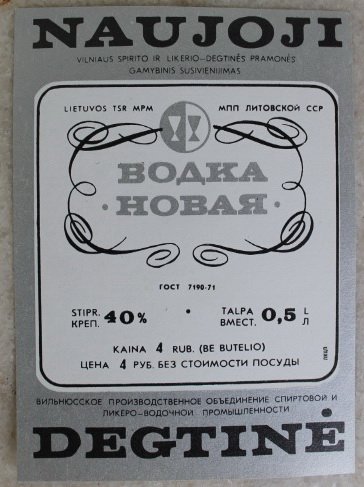 NAUJOJI
VILNIAUS SPIRITO IR LIKERIO-DEGTINĖS PRAMONĖS
GAMYBINIS SUSIVIENIJIMAS
LIETUVOS TSR MPM МПП ЛИТОВСКОЙ ССР
ВОДКА
·НОВАЯ·
ГОСТ 7190-71
STIPR. 40% • TALPA 0,5 L
КРЕП. ВМЕСТ. Л
KAINA 4 RUB. (BE BUTELIO)
ЦЕНА 4 РУБ. БЕЗ СТОИМОСТИ ПОСУДЫ
ВИЛЬНЮССКОЕ ПРОИЗВОДСТВЕННОЕ ОБЪЕДИНЕНИЕ СПИРТОВОЙ И
ЛИКЁРО-ВОДОЧНОЙ ПРОМЫШЛЕННОСТИ
DEGTINĖ